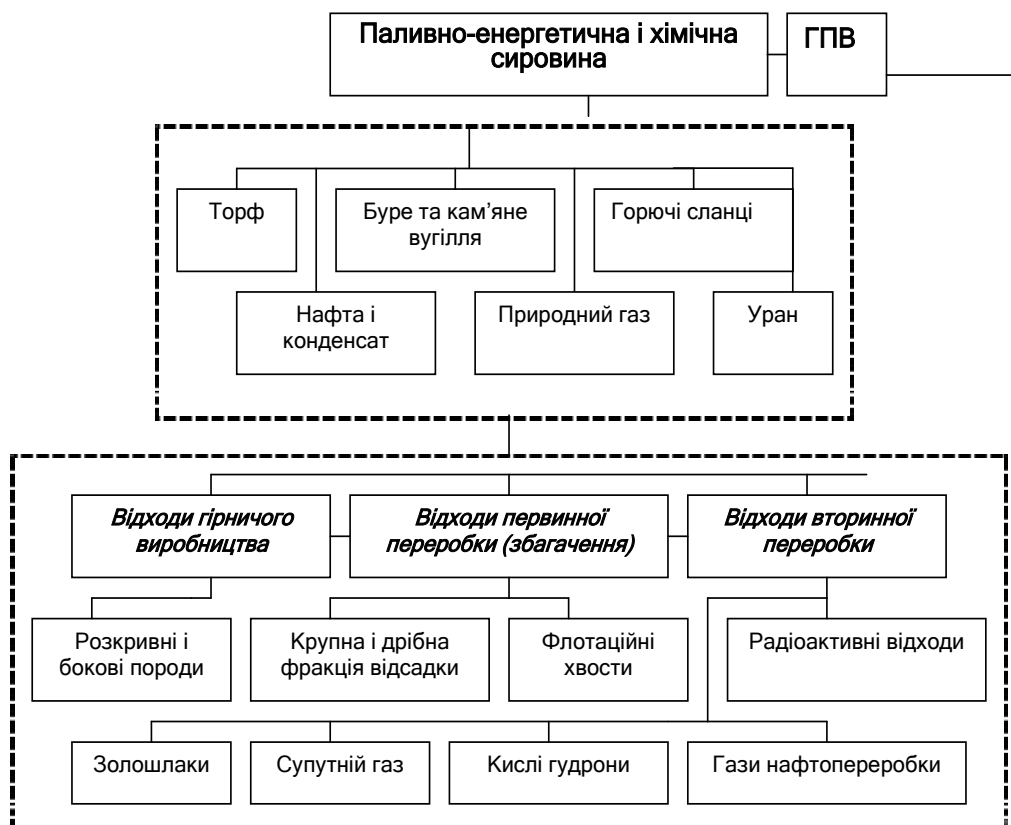 Паливно-енергетична і хімічна
сировина
ГПВ
Торф
Буре та кам’яне
вугілля
Горючі сланці
Нафта і
конденсат
Природний газ
Уран
Відходи гірничого
виробництва
Відходи первинної
переробки (збагачення)
Відходи вторинної
переробки
Розкривні і
бокові породи
Крупна і дрібна
фракція відсадки
Флотаційні
хвости
Радіоактивні відходи
Золошлаки
Супутній газ
Кислі гудрони
Гази нафтопереробки